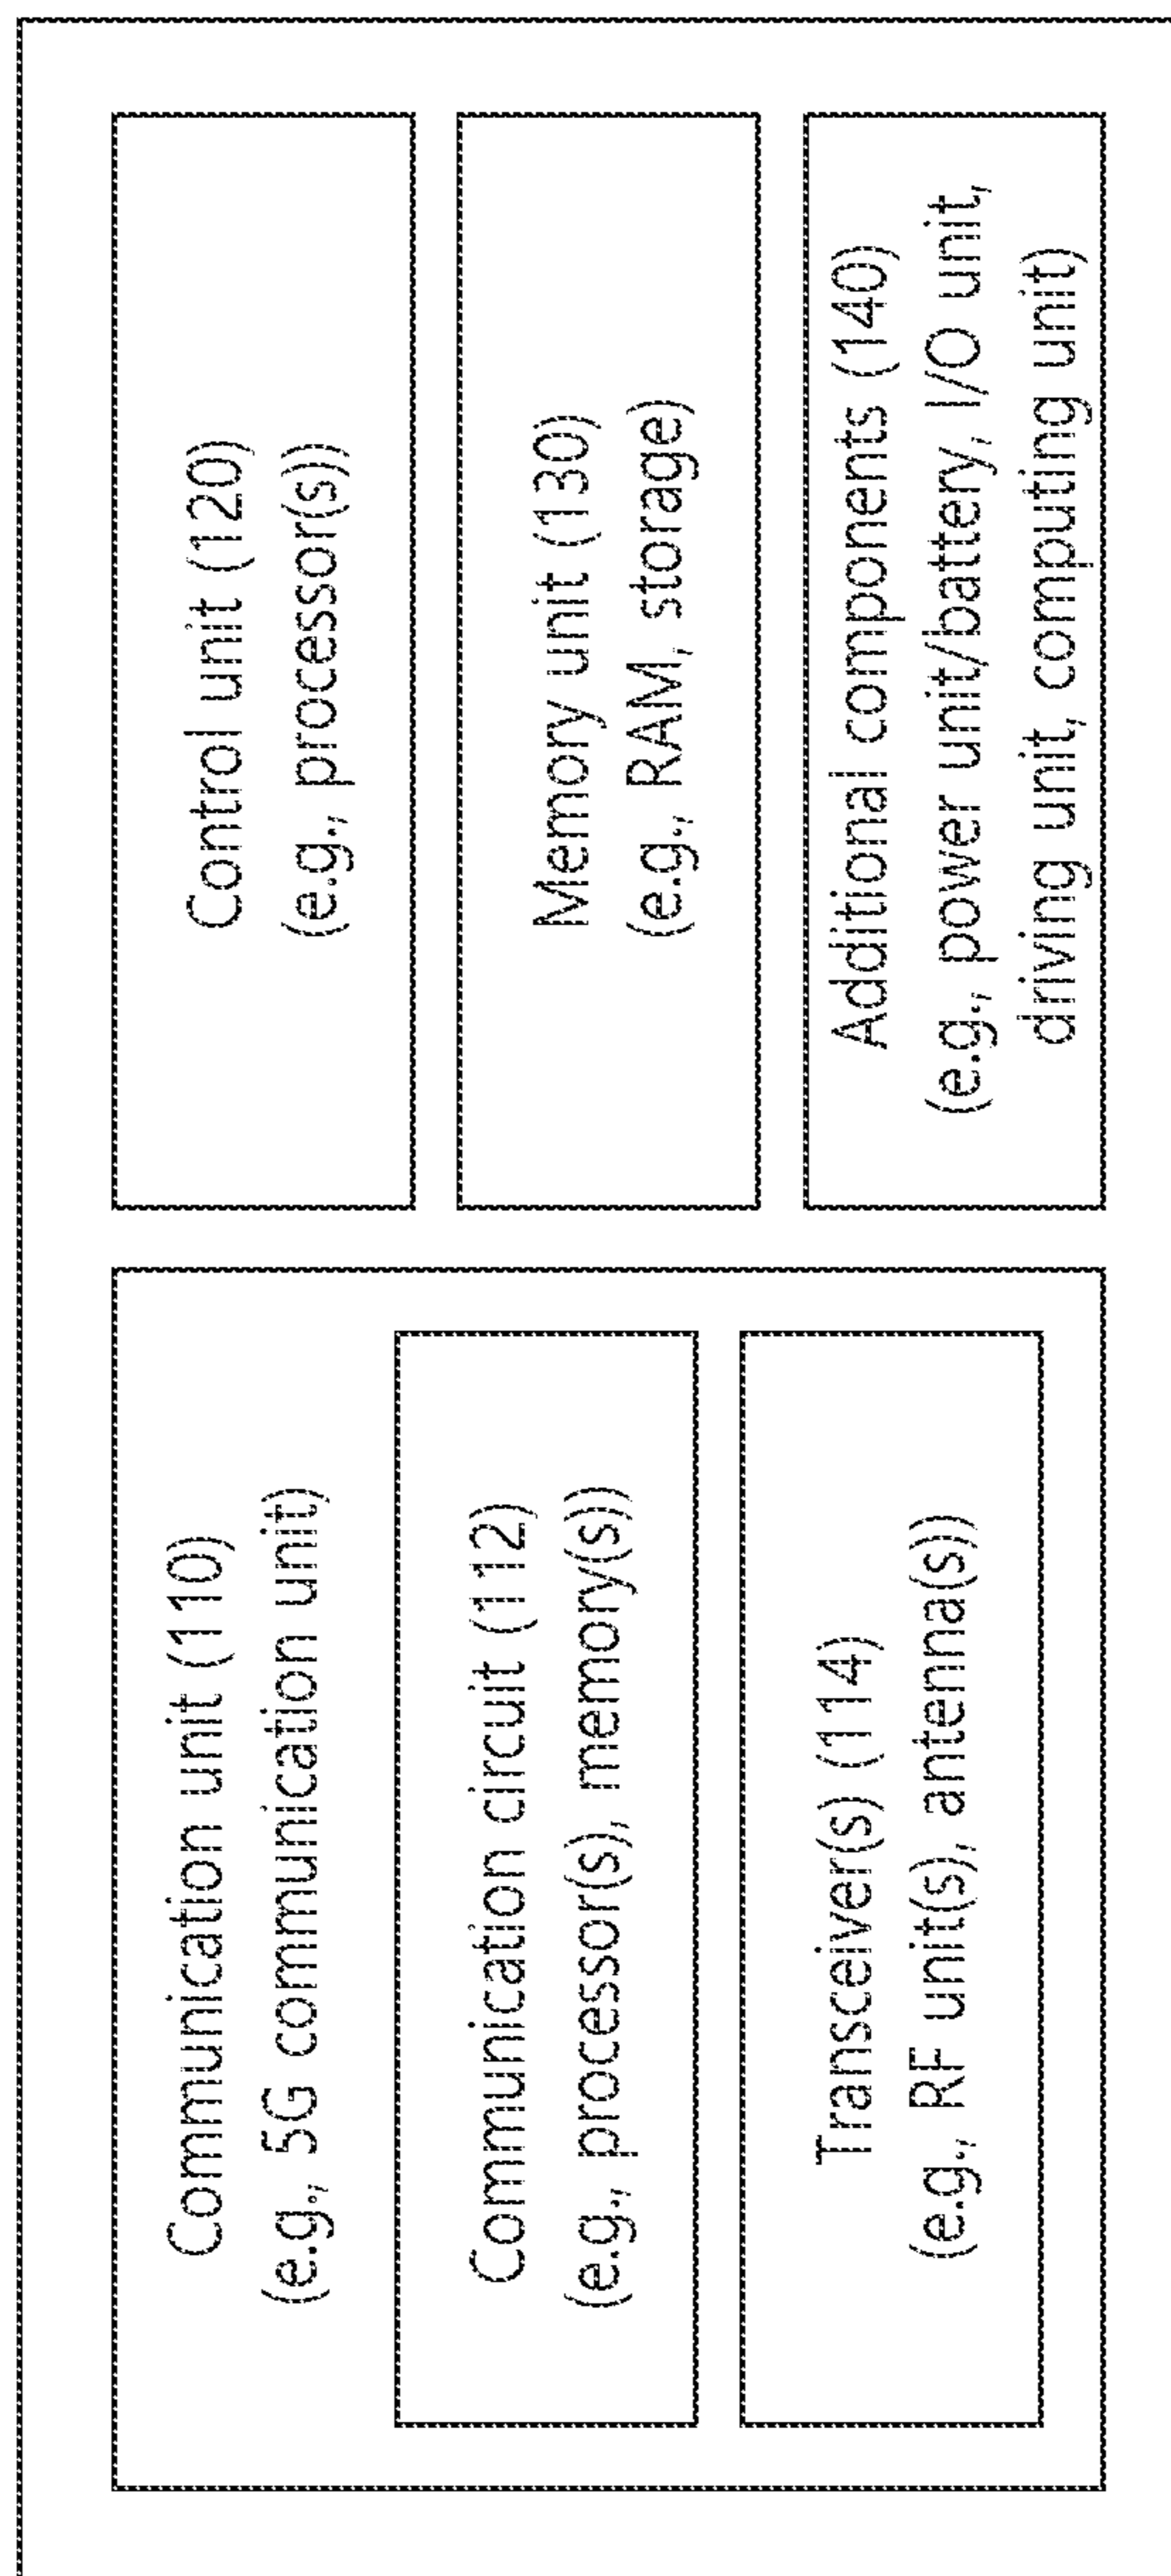 Communication unit (110)
(e.g., 5G communication unit)
Communication circuit (112)
(e.g., processor(s), memory(s))
Transceiver(s) (114)
(e.g., RF unit(s), antenna(s))
Control unit (120)
(e.g., processor(s))
Memory unit (130)
(e.g., RAM, storage)
Additional components (140)
(e.g., power unit/battery, I/O unit,
driving unit, computing unit)